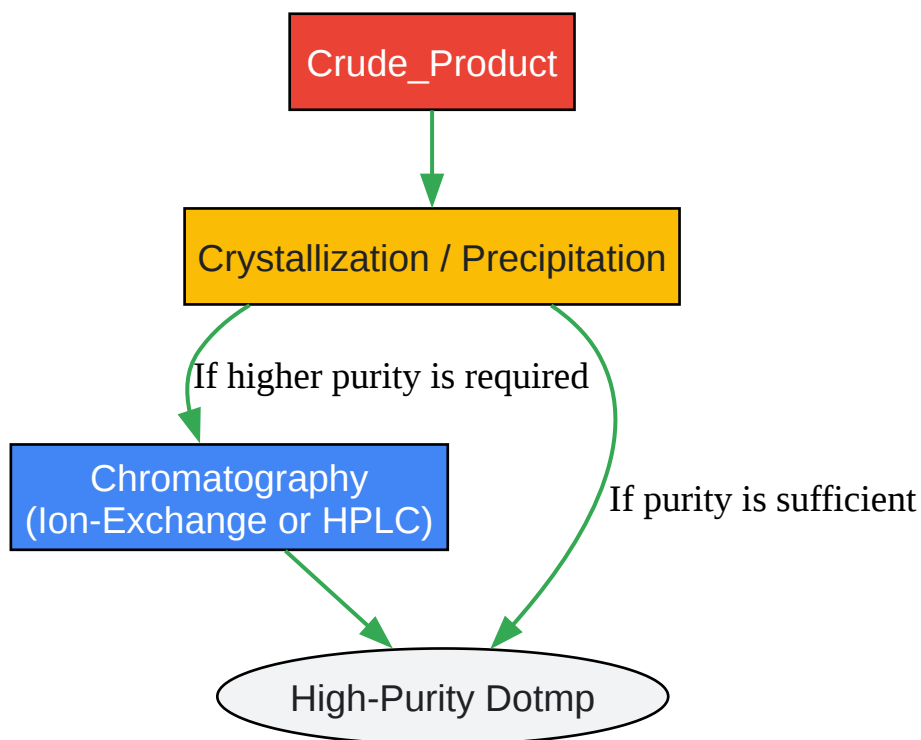 Crude_Product
Crystallization / Precipitation
If higher purity is required
Chromatography
(Ion-Exchange or HPLC)
If purity is sufficient
High-Purity Dotmp